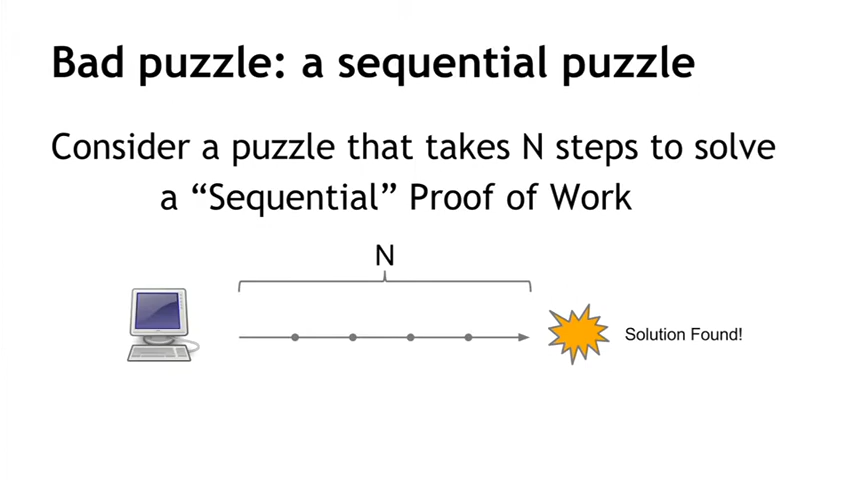 Bad puzzle: a sequential puzzle
Consider a puzzle that takes N steps to solve
a “Sequential” Proof of Work
N
Solution Found!